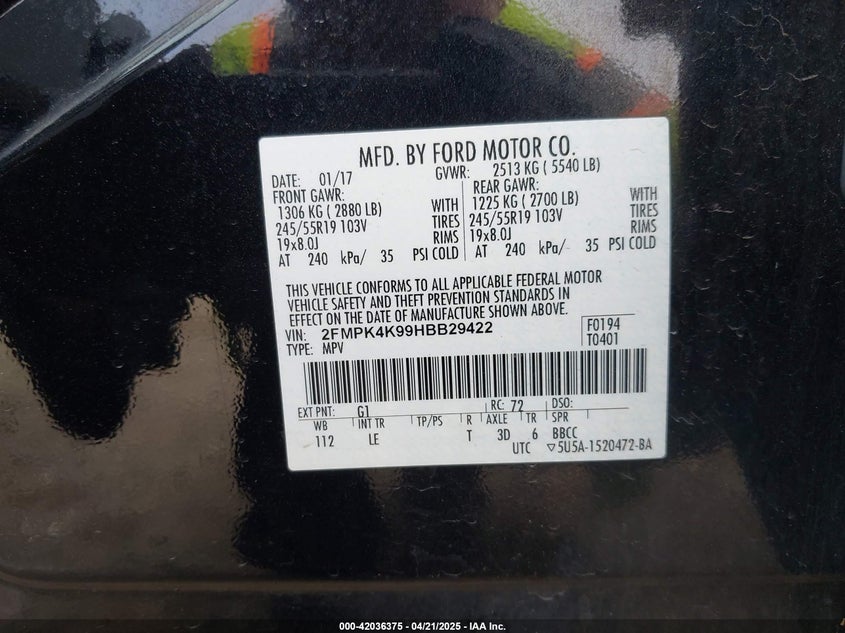 MFD. BY FORD MOTOR CO.
DATE: 01/17 GVWR: 2513 KG ( 5540 LB)
FRONT GAWR: REAR GAWR:
1306 KG ( 2880 LB) WITH 1225 KG ( 2700 LB) WITH
245/55R19 103V TIRES 245/55R19 103V TIRES
19x8.0J RIMS 19x8.0J RIMS
AT 240 kPa/ 35 PSI COLD AT 240 kPa/ 35 PSI COLD
THIS VEHICLE CONFORMS TO ALL APPLICABLE FEDERAL MOTOR
VEHICLE SAFETY AND THEFT PREVENTION STANDARDS IN
EFFECT ON THE DATE OF MANUFACTURE SHOWN ABOVE.
VIN: 2FMPK4K99HBB29422 F0194
TYPE: MPV T0401
EXT PNT: G1 RC: 72 DSO:
WB INT TR TP/PS R AXLE TR SPR
112 LE T 3D 6 BBCC
UTC ▽5U5A-1520472-BA
000-42036375 - 04/21/2025 - IAA Inc.